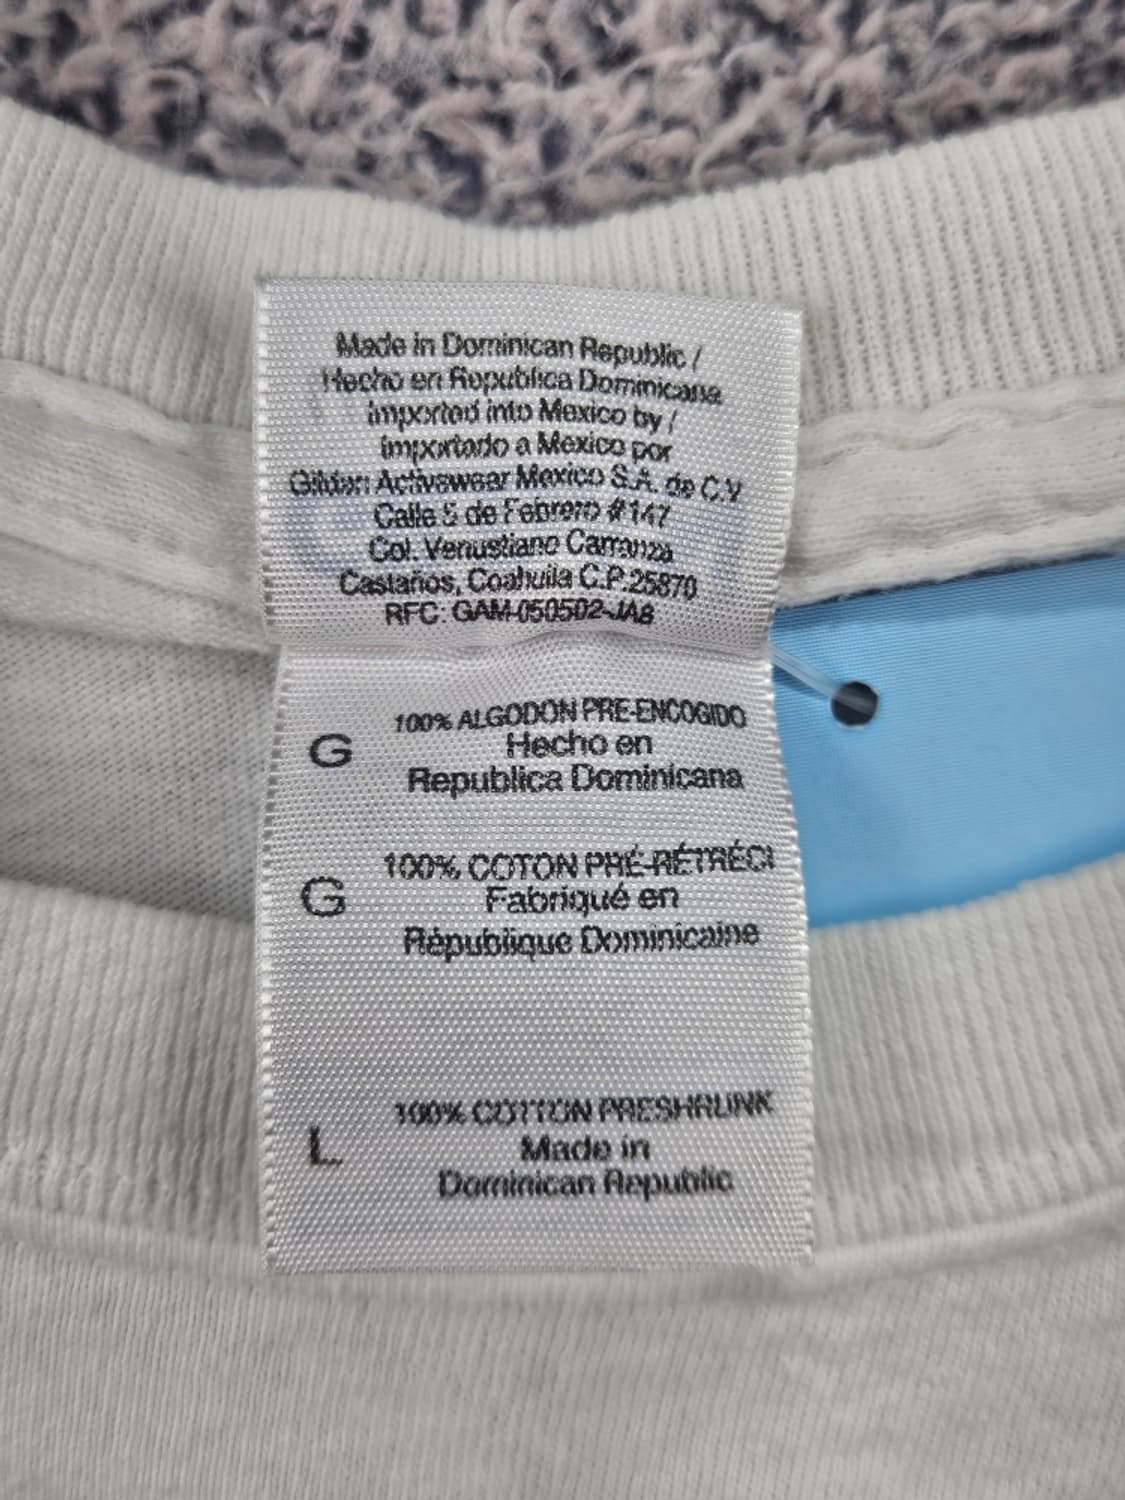 Made in Dominican Republic /
Hecho en Republica Dominicana
imported into Mexico by /
importado a Mexico por
Gildan Activewear Mexico S.A. de C.V
Calle 5 de Febrero #147
Col. Venustiano Carranza
Castaños, Coahuila C.P.25870
RFC: GAM-050502-JA8
G
100% ALGODON PRE-ENCOGIDO
Hecho en
Republica Dominicana
G
100% COTON PRÉ-RÉTRÉCI
Fabriqué en
République Dominicaine
L
100% COTTON PRESHRUNK
Made in
Dominican Republic